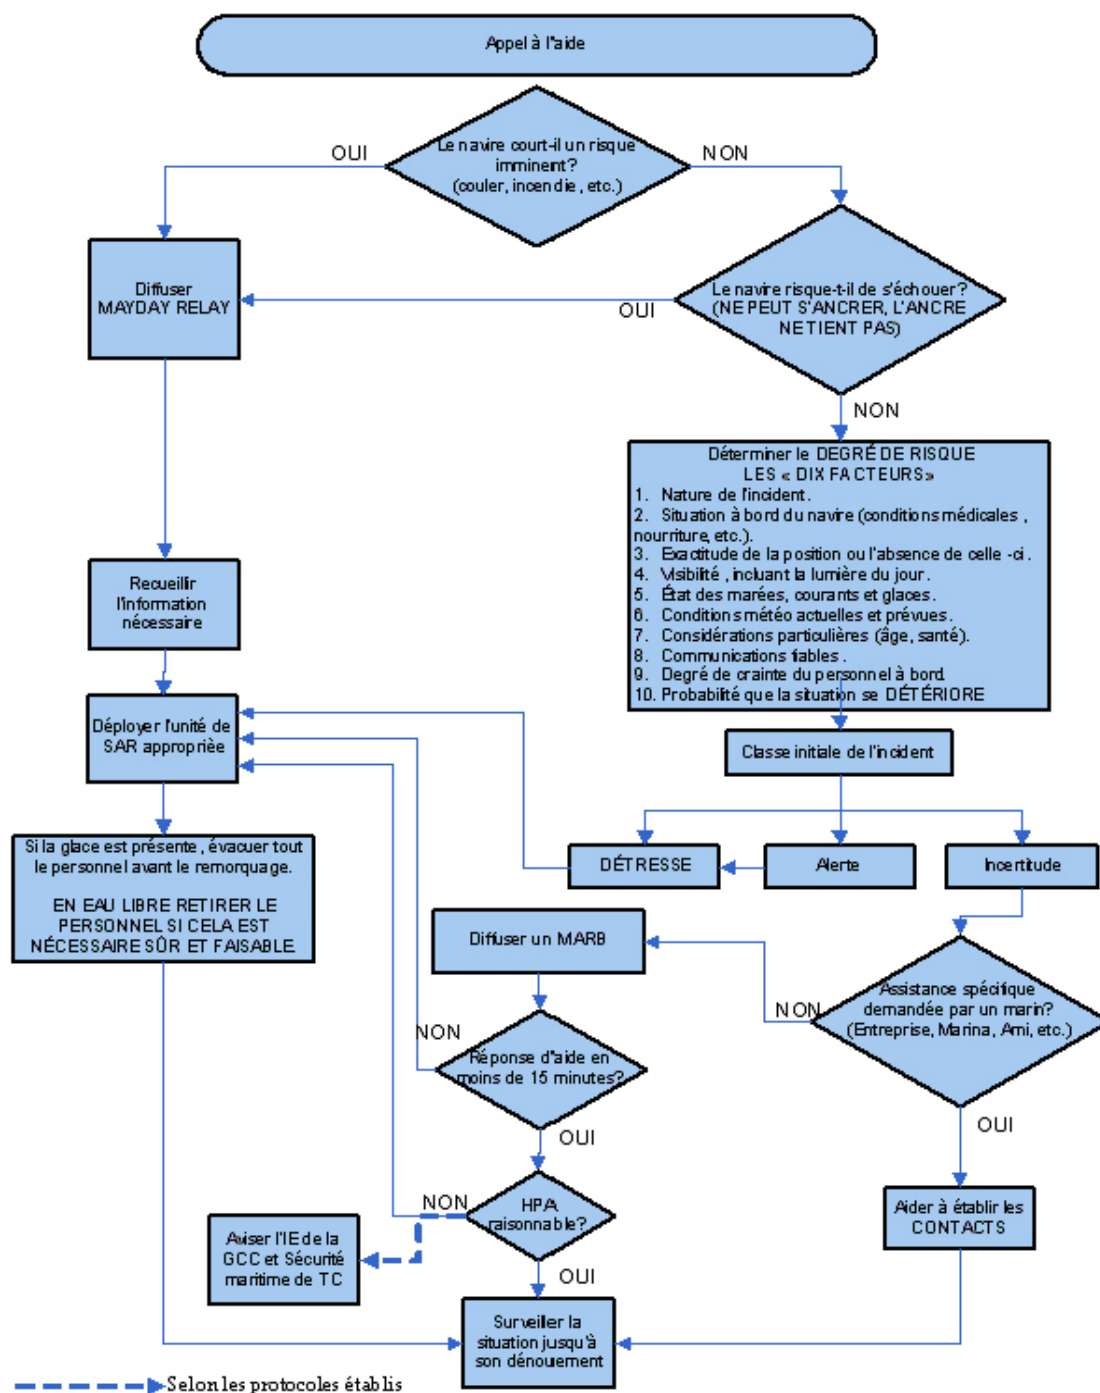 Appel à l"aide
Le navire court-il un risque
imminent?
(couler, incendie, etc.)
OUI
NON
Diffuser
MAYDAY RELAY
Le navire risque-t-il de s'échouer?
(NE PEUT S'ANCRER, L'ANCRE
NE TIENT PAS)
OUI
NON
Déterminer le DEGRÉ DE RISQUE
LES « DIX FACTEURS»
1. Nature de l'incident.
2. Situation à bord du navire (conditions médicales,
nourriture, etc.).
3. Exactitude de la position ou l'absence de celle -ci.
4. Visibilité, incluant la lumière du jour.
5. État des marées, courants et glaces.
6. Conditions météo actuelles et prévues.
7. Considérations particulières (âge, santé).
8. Communications fiables.
9. Degré de crainte du personnel à bord.
10. Probabilité que la situation se DÉTÉRIORE
Recueillir
l'information
nécessaire
Déployer l'unité de
SAR appropriée
Classe initiale de l'incident
Si la glace est présente, évacuer tout
le personnel avant le remorquage.
EN EAU LIBRE RETIRER LE
PERSONNEL SI CELA EST
NÉCESSAIRE SÛR ET FAISABLE.
DÉTRESSE
Alerte
Incertitude
Diffuser un MARB
Assistance spécifique
demandée par un marin?
(Entreprise, Marina, Ami, etc.)
NON
NON
Réponse d"aide en
moins de 15 minutes?
OUI
OUI
HPA
raisonnable?
NON
Aider à établir les
CONTACTS
Aviser l'IE de la
GCC et Sécurité
maritime de TC
OUI
Surveiller la
situation jusqu'à
son dénouement
Selon les protocoles établis